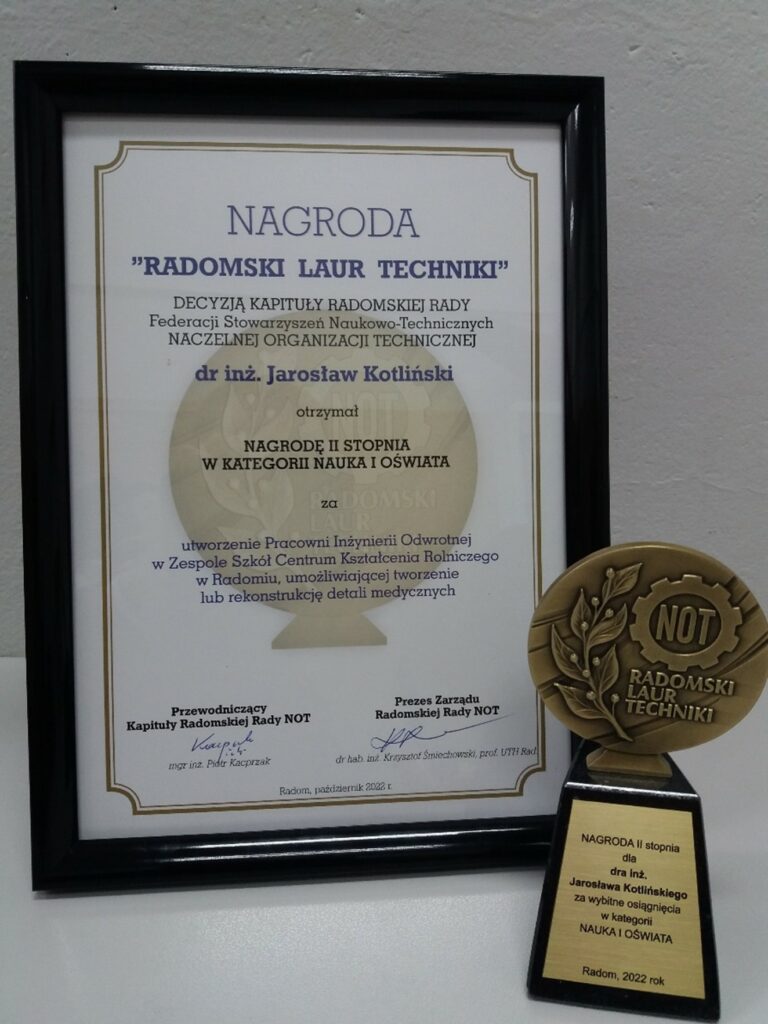 NAGRODA
”RADOMSKI LAUR TECHNIKI”
DECYZJĄ KAPITUŁY RADOMSKIEJ RADY
Federacji Stowarzyszeń Naukowo-Technicznych
NACZELNEJ ORGANIZACJI TECHNICZNEJ
dr inż. Jarosław Kotliński
otrzymał
NAGRODĘ II STOPNIA
W KATEGORII NAUKA I OŚWIATA
za
utworzenie Pracowni Inżynierii Odwrotnej
w Zespole Szkół Centrum Kształcenia Rolniczego
w Radomiu, umożliwiającej tworzenie
lub rekonstrukcję detali medycznych
NOT
RADOMSKI
LAUR
Przewodniczący
Kapituły Radomskiej Rady NOT
mgr inż. Piotr Kacprzak
Prezes Zarządu
Radomskiej Rady NOT
dr hab. inż. Krzysztof Śmiechowski, prof. UTH Rad.
Radom, październik 2022 r.
NOT
RADOMSKI
LAUR
TECHNIKI
NAGRODA II stopnia
dla
dra inż.
Jarosława Kotlińskiego
za wybitne osiągnięcia
w kategorii
NAUKA I OŚWIATA
Radom, 2022 rok